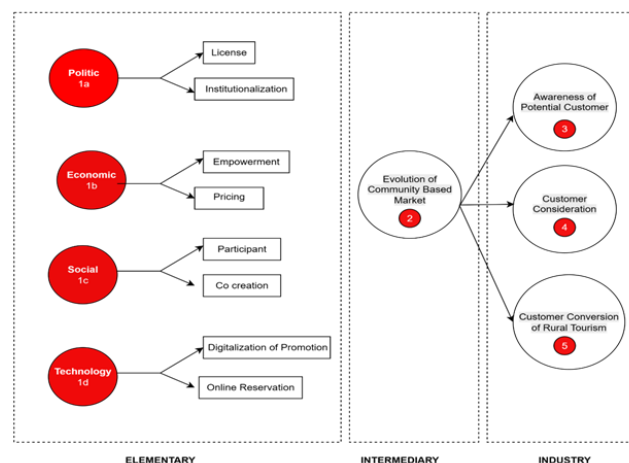 Politic
1a
License
Institutionalization
Economic
1b
Empowerment
Pricing
Social
1c
Participant
Co creation
Technology
1d
Digitalization of Promotion
Online Reservation
Evolution of
Community Based
Market
2
Awareness of
Potential Customer
3
Customer
Consideration
4
Customer Conversion
of Rural Tourism
5
ELEMENTARY
INTERMEDIARY
INDUSTRY